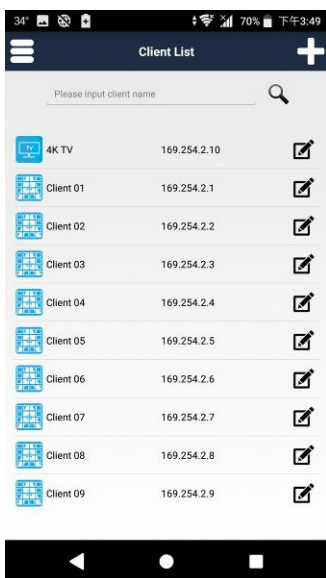 34° 70% 下午3:49
Client List
Please input client name
TV 4K TV 169.254.2.10
Client 01 169.254.2.1
Client 02 169.254.2.2
Client 03 169.254.2.3
Client 04 169.254.2.4
Client 05 169.254.2.5
Client 06 169.254.2.6
Client 07 169.254.2.7
Client 08 169.254.2.8
Client 09 169.254.2.9